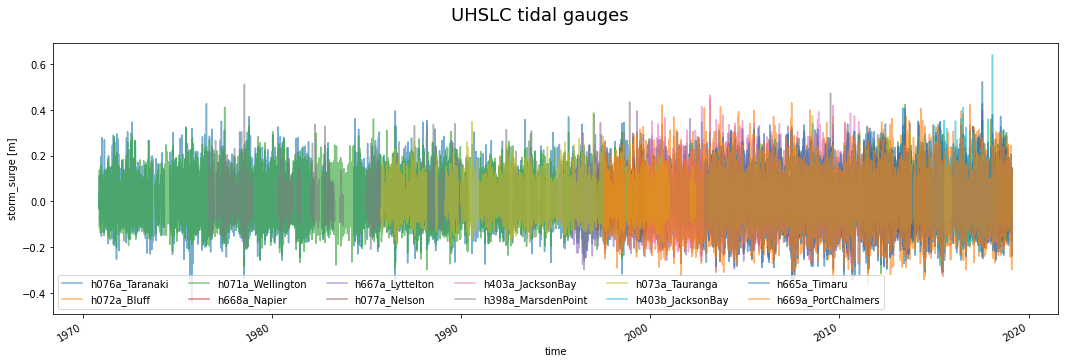 UHSLC tidal gauges
0.6
0.4
0.2
0.0
−0.2
−0.4
storm_surge [m]
h076a_Taranaki h071a_Wellington h667a_Lyttelton h403a_JacksonBay h073a_Tauranga h665a_Timaru
h072a_Bluff h668a_Napier h077a_Nelson h398a_MarsdenPoint h403b_JacksonBay h669a_PortChalmers
1970 1980 1990 2000 2010 2020
time